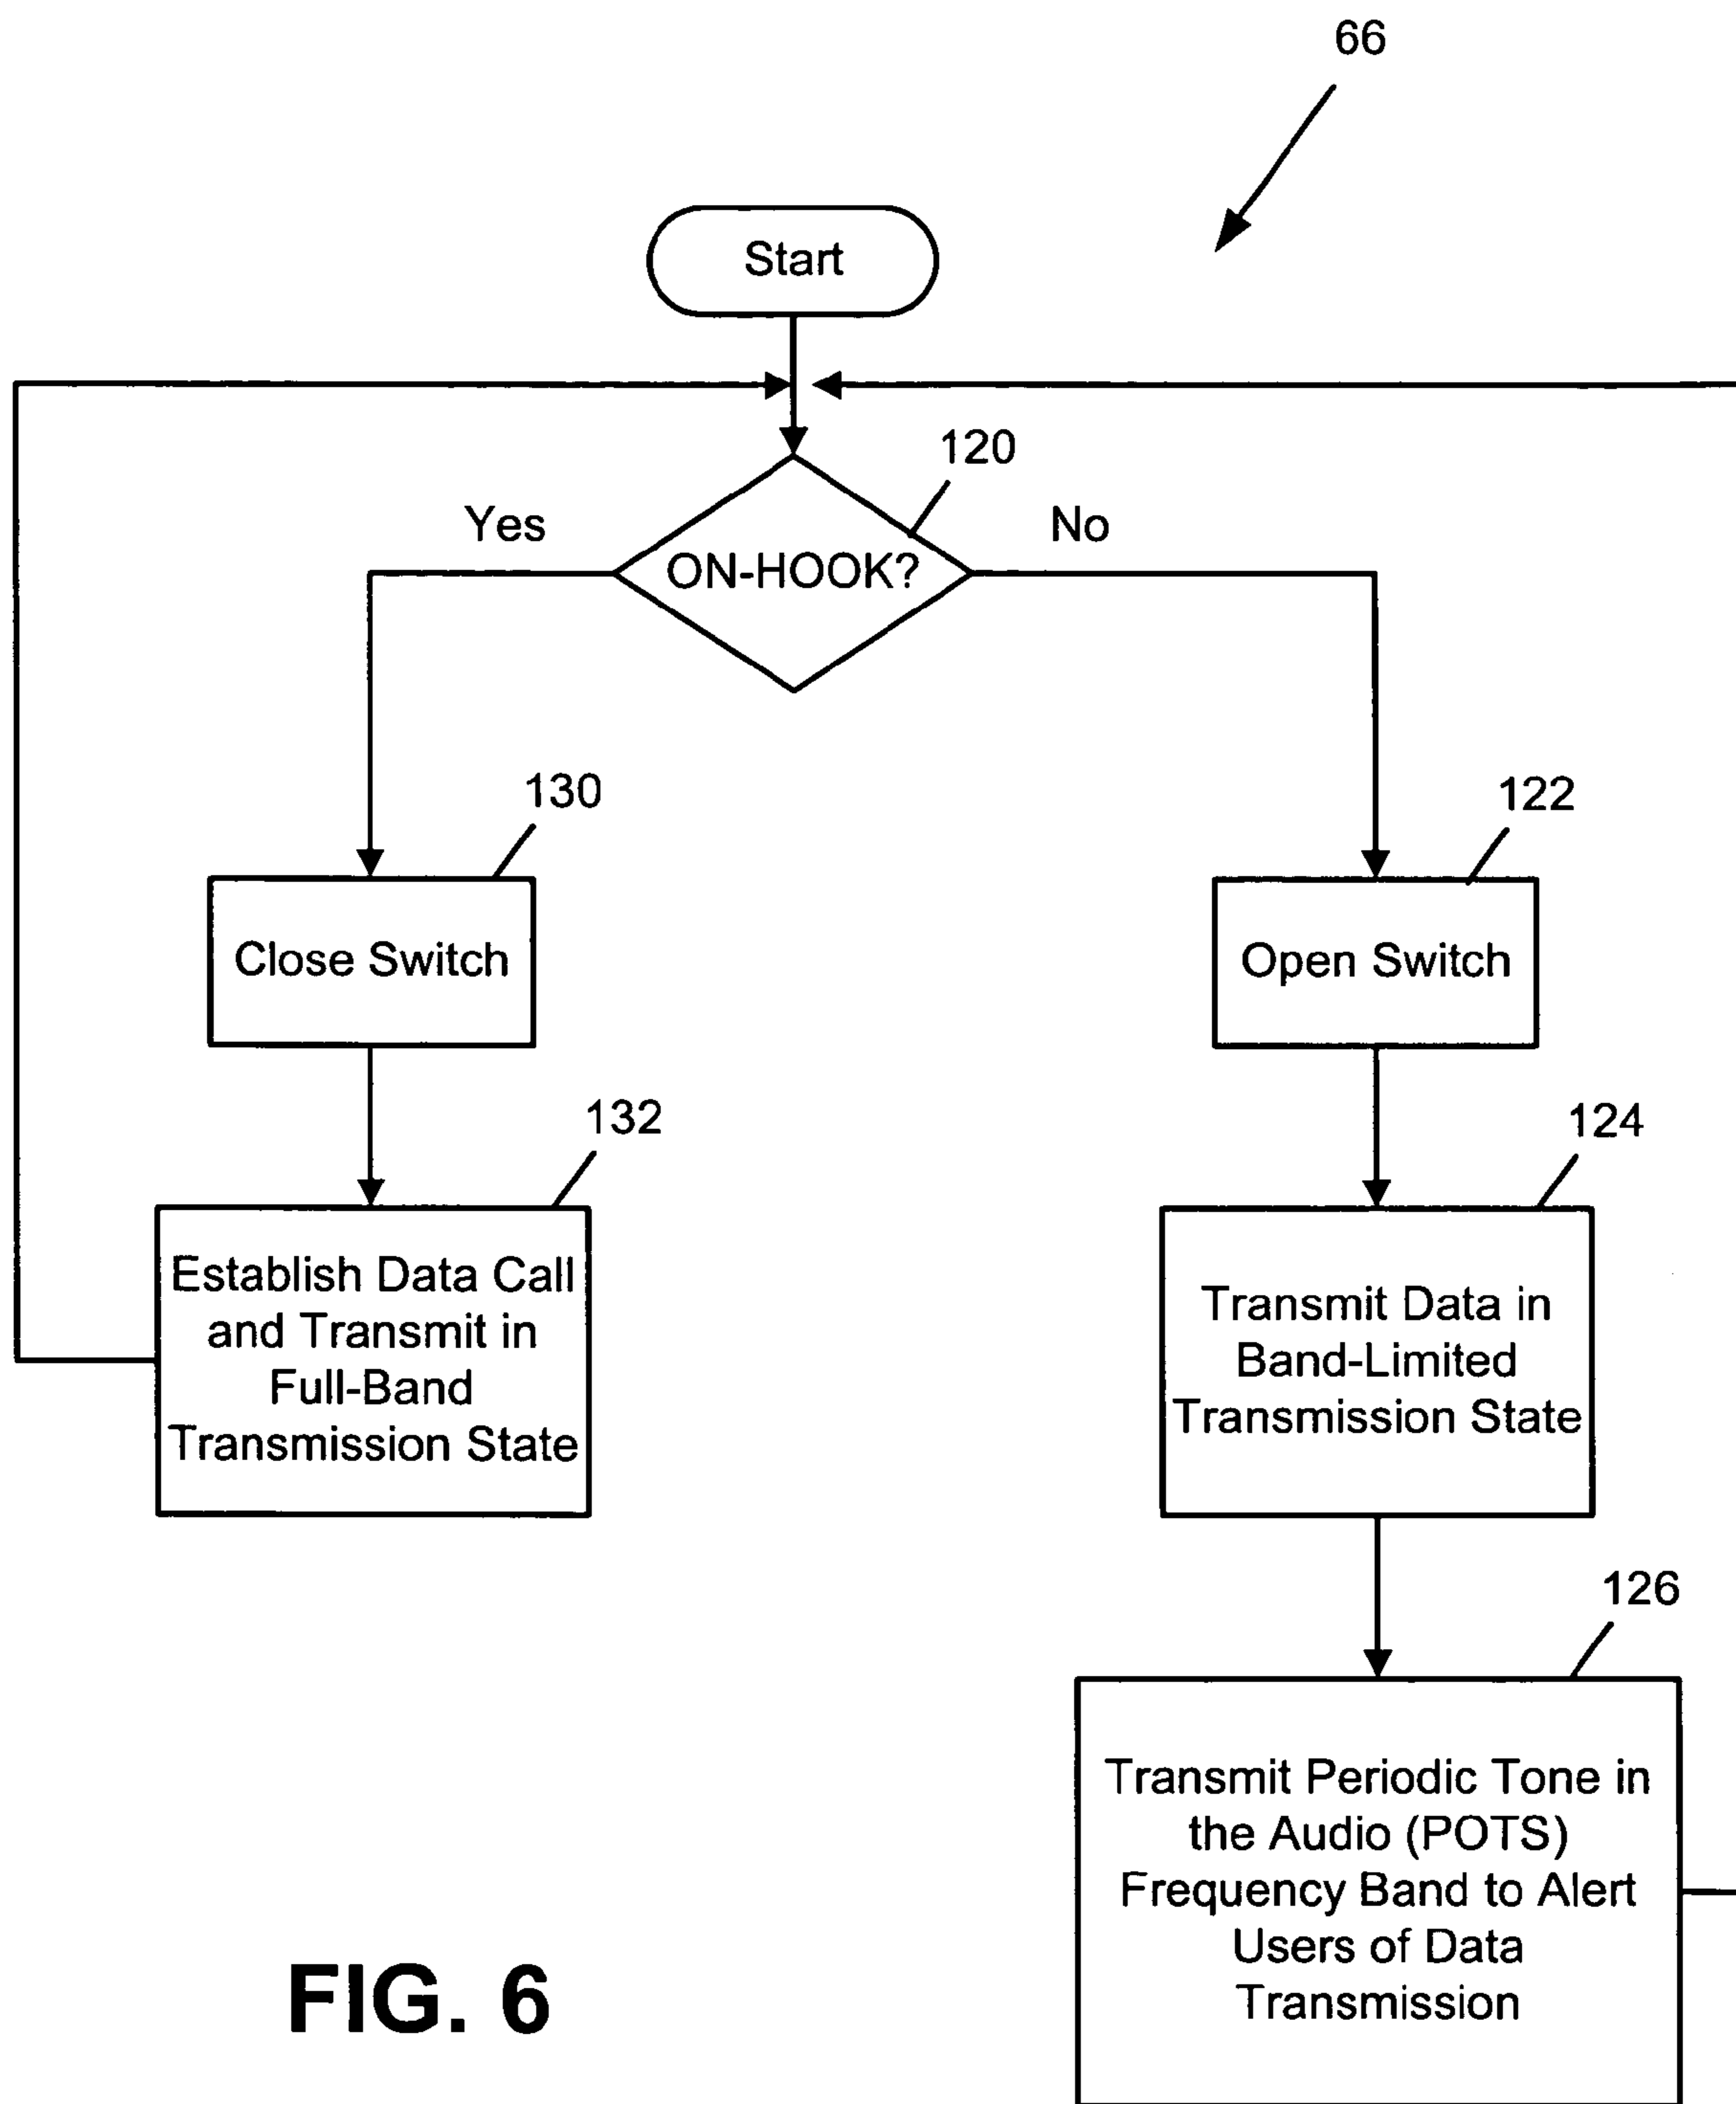 66
Start
120
Yes
No
ON-HOOK?
130
122
Close Switch
Open Switch
132
124
Establish Data Call
and Transmit in
Full-Band
Transmission State
Transmit Data in
Band-Limited
Transmission State
126
Transmit Periodic Tone in
the Audio (POTS)
Frequency Band to Alert
Users of Data
Transmission
FIG. 6